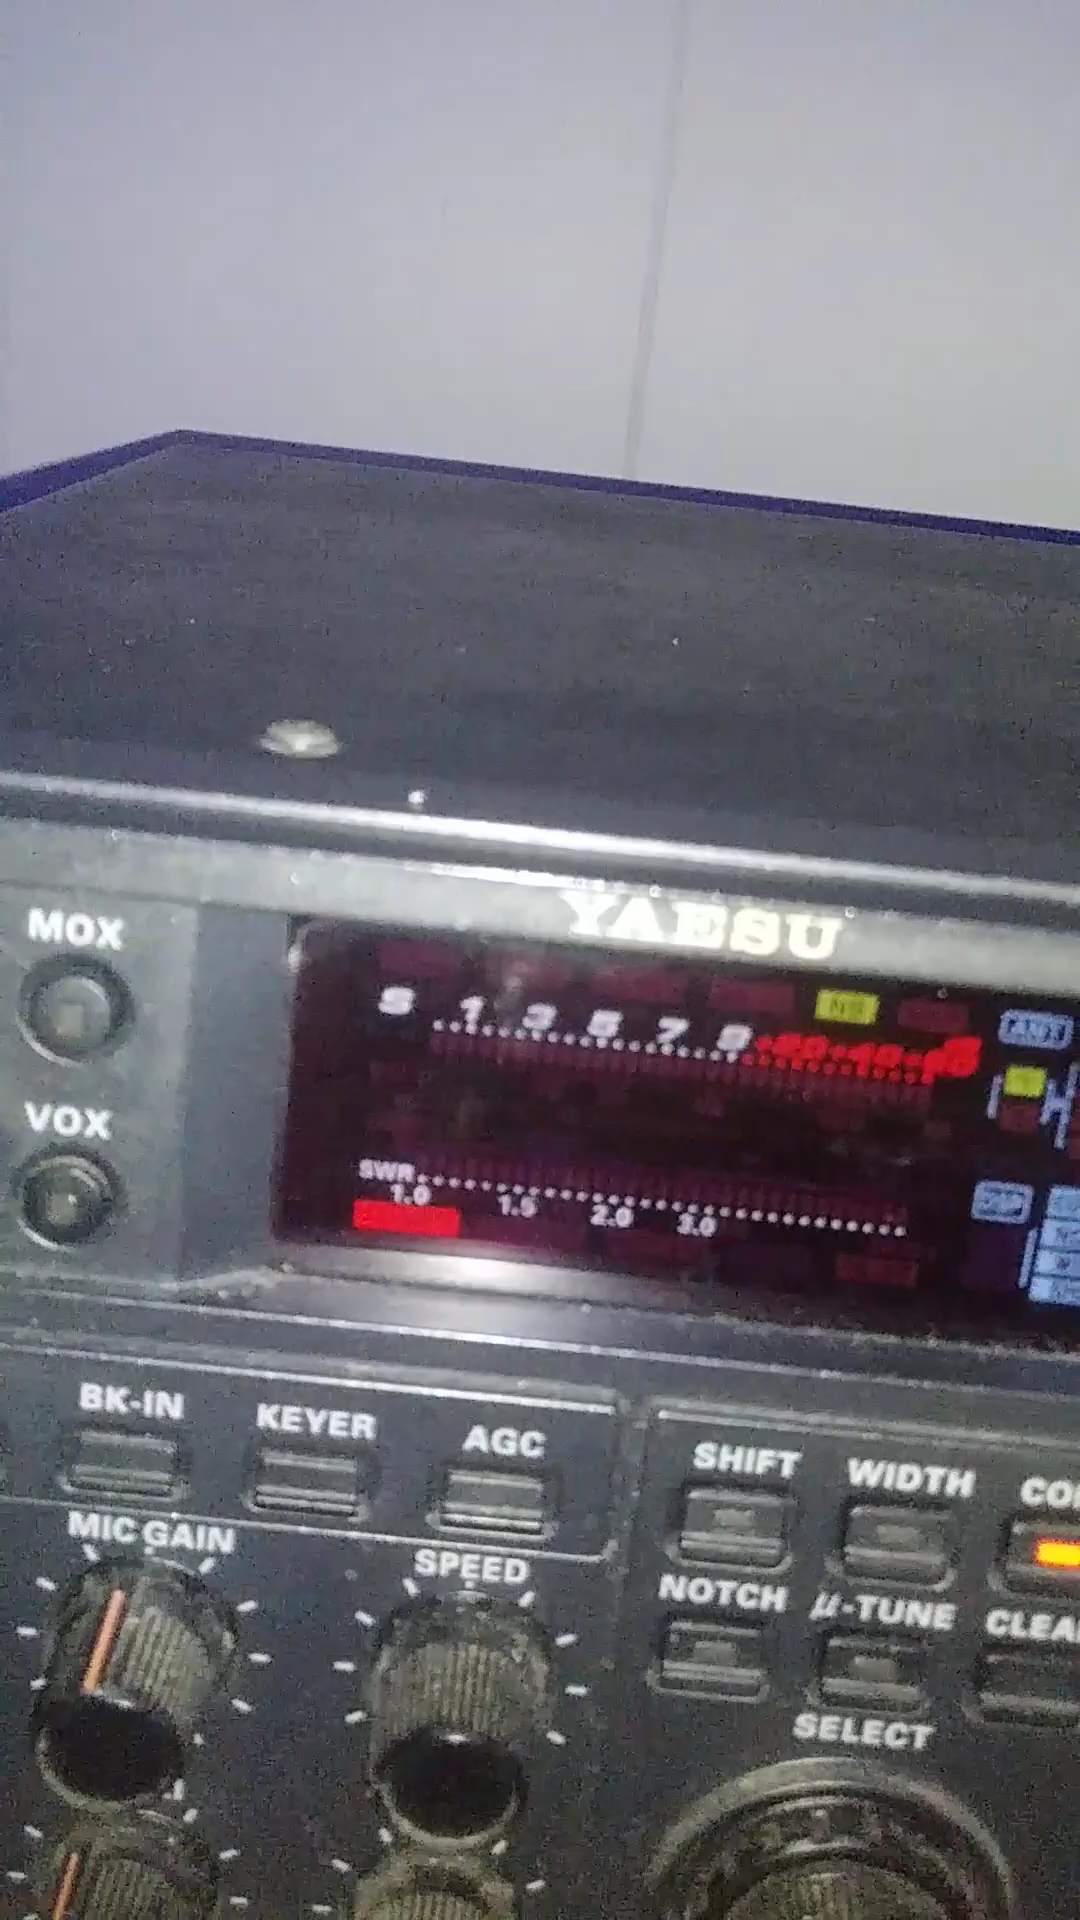 YAESU
MOX
S 1 3 5 7 9
ANT
VOX
SWR
1.0 1.5 2.0 3.0
BK-IN KEYER AGC
SHIFT WIDTH
MIC GAIN SPEED
NOTCH µ-TUNE
SELECT